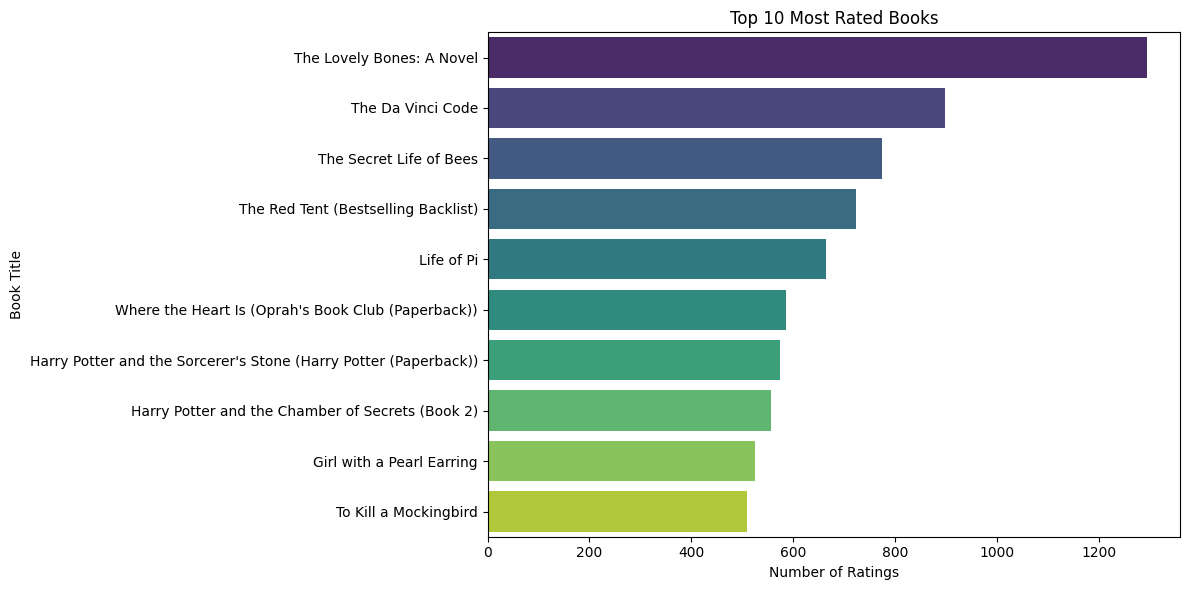 Top 10 Most Rated Books
Book Title
The Lovely Bones: A Novel
The Da Vinci Code
The Secret Life of Bees
The Red Tent (Bestselling Backlist)
Life of Pi
Where the Heart Is (Oprah's Book Club (Paperback))
Harry Potter and the Sorcerer's Stone (Harry Potter (Paperback))
Harry Potter and the Chamber of Secrets (Book 2)
Girl with a Pearl Earring
To Kill a Mockingbird
0 200 400 600 800 1000 1200
Number of Ratings